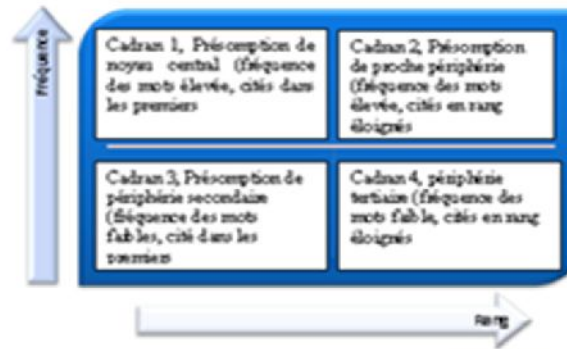 Fréquence
Cadran 1, Présomption de
noyau central (fréquence
des mots élevée, cités dans
les premiers
Cadran 2, Présomption
de proche périphérie
(fréquence des mots
élevée, cités en rang
éloignés
Cadran 3, Présomption de
périphérie secondaire
(fréquence des mots
faibles, cité dans les
premiers
Cadran 4, périphérie
tertiaire (fréquence des
mots faible, cités en rang
éloignés
Rang